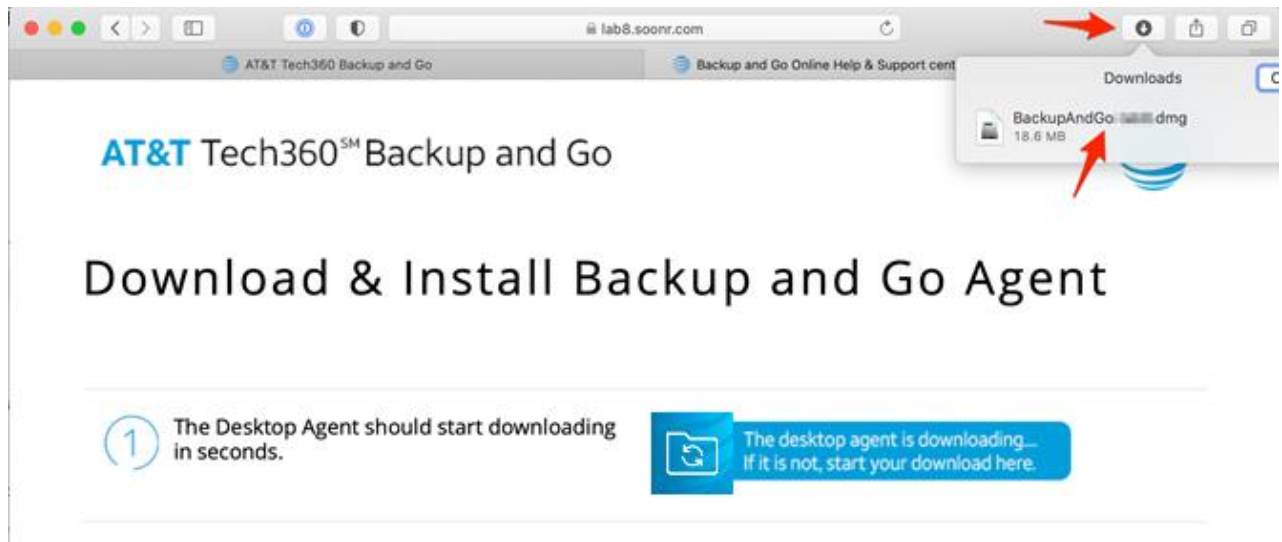 lab8.soonr.com
AT&T Tech360 Backup and Go
Backup and Go Online Help & Support cent
Downloads
BackupAndGo dmg
18.6 MB
AT&T Tech360℠ Backup and Go
Download & Install Backup and Go Agent
1
The Desktop Agent should start downloading
in seconds.
The desktop agent is downloading...
If it is not, start your download here.